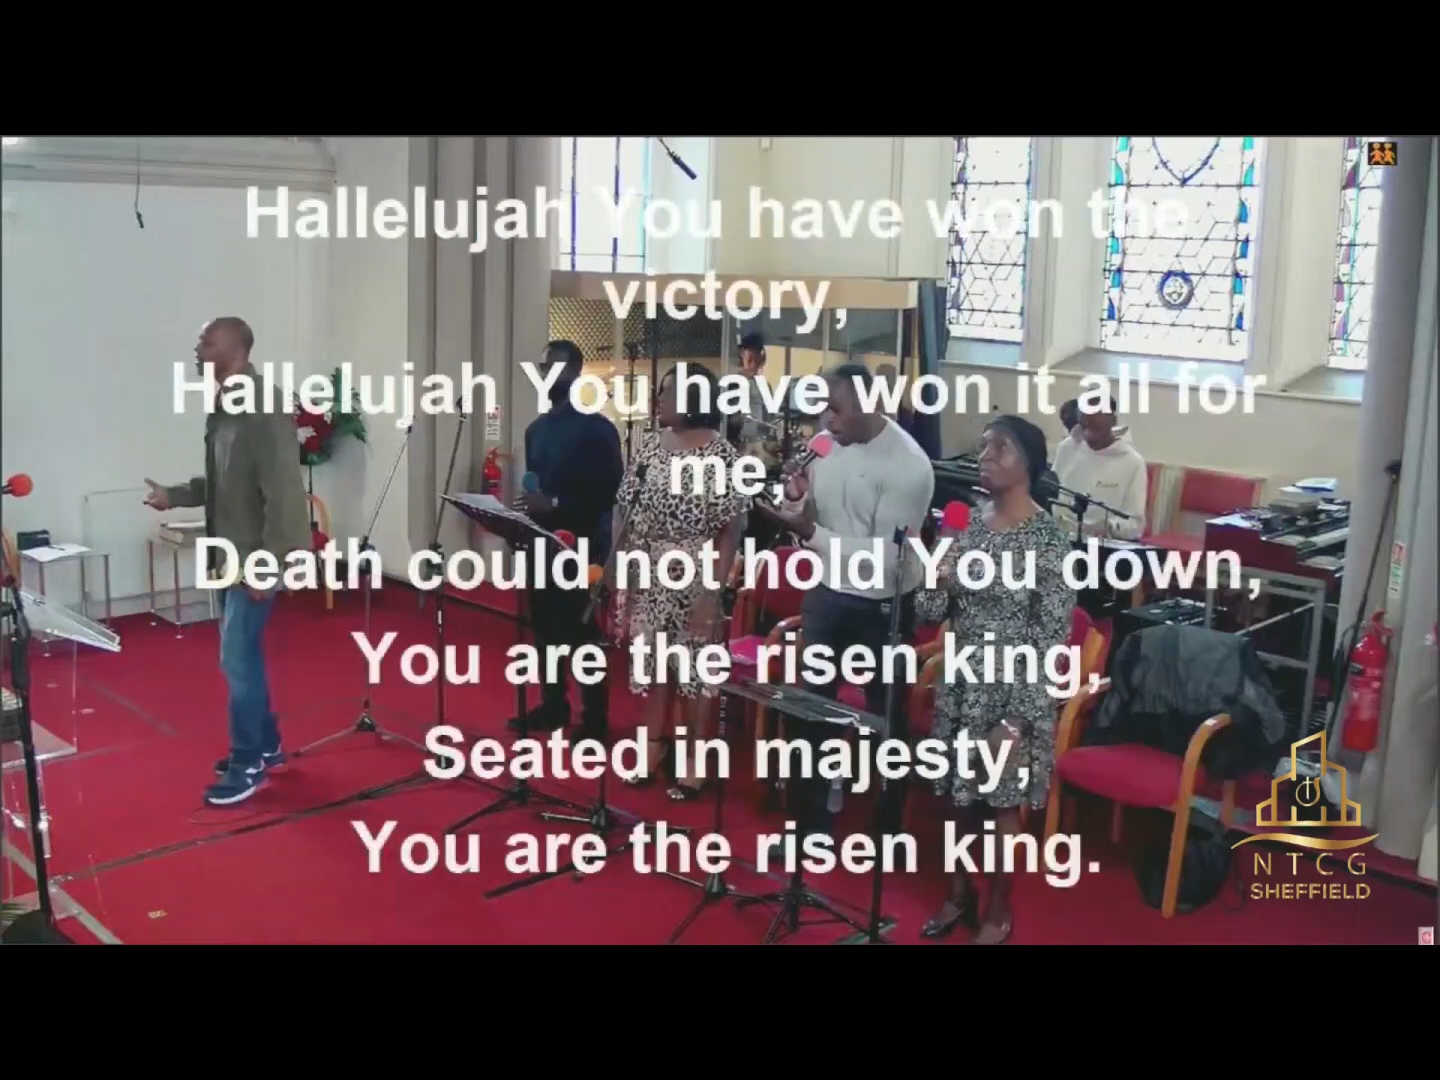 Hallelujah You have won the
victory,
Hallelujah You have won it all for
me,
Death could not hold You down,
You are the risen king,
Seated in majesty,
You are the risen king.
NTCG
SHEFFIELD